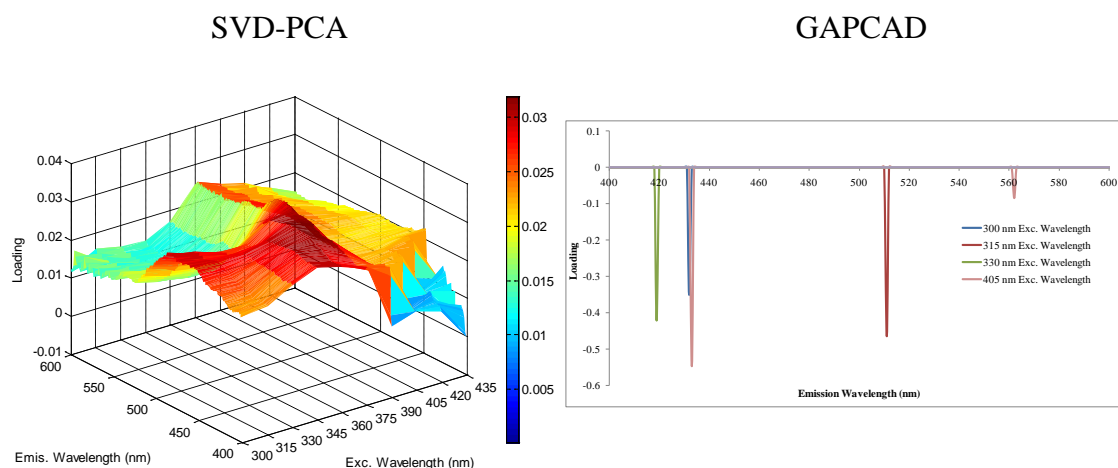 SVD-PCA
GAPCAD
0.04
0.03
0.02
0.01
0
-0.01
Loading
600
550
500
450
400
Emis. Wavelength (nm)
300
315
330
345
360
375
390
405
420
435
Exc. Wavelength (nm)
0.03
0.025
0.02
0.015
0.01
0.005
0.1
0
-0.1
-0.2
-0.3
-0.4
-0.5
-0.6
Loading
400 420 440 460 480 500 520 540 560 580 600
300 nm Exc. Wavelength
315 nm Exc. Wavelength
330 nm Exc. Wavelength
405 nm Exc. Wavelength
Emission Wavelength (nm)